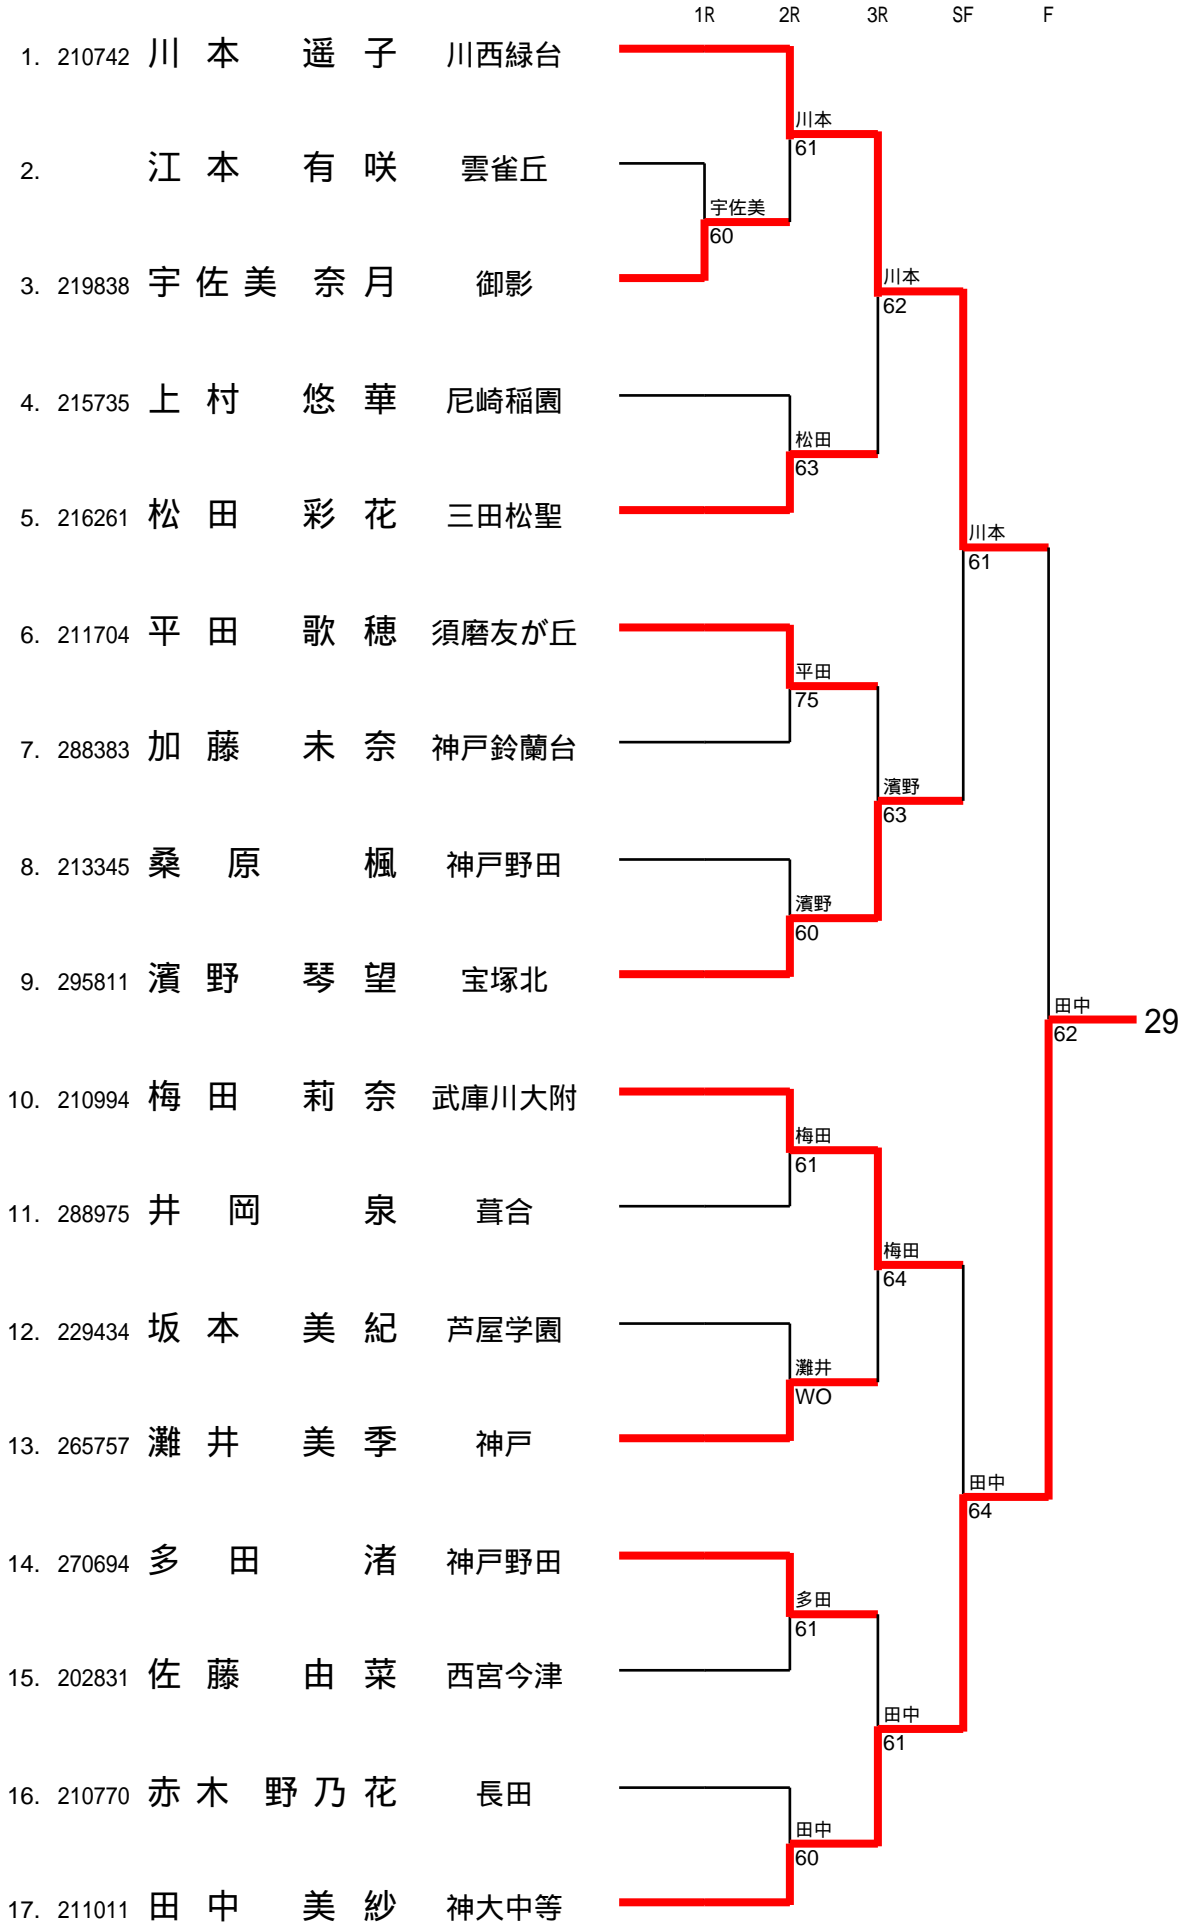 1R 2R 3R SF F
1. 210742 川本 遥子 川西緑台
川本
61
2. 江本 有咲 雲雀丘
宇佐美
60
3. 219838 宇佐美 奈月 御影
川本
62
4. 215735 上村 悠華 尼崎稲園
松田
63
5. 216261 松田 彩花 三田松聖
川本
61
6. 211704 平田 歌穂 須磨友が丘
平田
75
7. 288383 加藤 未奈 神戸鈴蘭台
濱野
63
8. 213345 桑原 楓 神戸野田
濱野
60
9. 295811 濱野 琴望 宝塚北
田中
62 29
10. 210994 梅田 莉奈 武庫川大附
梅田
61
11. 288975 井岡 泉 葺合
梅田
64
12. 229434 坂本 美紀 芦屋学園
灘井
WO
13. 265757 灘井 美季 神戸
田中
64
14. 270694 多田 渚 神戸野田
多田
61
15. 202831 佐藤 由菜 西宮今津
田中
61
16. 210770 赤木 野乃花 長田
田中
60
17. 211011 田中 美紗 神大中等